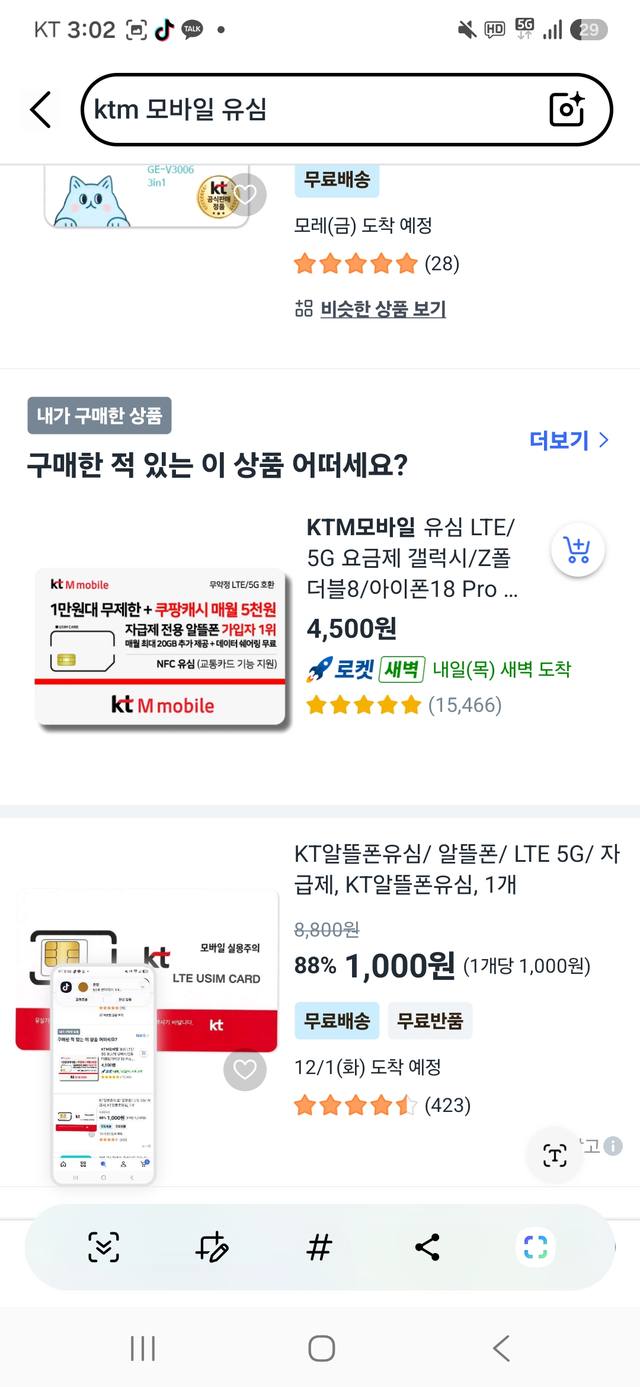 KT 3:02 TALK HD 5G 29
ktm 모바일 유심
GE-V3006
3in1
kt
공식판매
정품
무료배송
모레(금) 도착 예정
(28)
비슷한 상품 보기
내가 구매한 상품
더보기
구매한 적 있는 이 상품 어떠세요?
KTM모바일 유심 LTE/
5G 요금제 갤럭시/Z폴
더블8/아이폰18 Pro ...
4,500원
로켓 새벽 내일(목) 새벽 도착
(15,466)
kt M mobile 무약정 LTE/5G 호환
1만원대 무제한 + 쿠팡캐시 매월 5천원
USIM CARD
자급제 전용 알뜰폰 가입자 1위
매월 최대 20GB 추가 제공 + 데이터 쉐어링 무료
NFC 유심 (교통카드 기능 지원)
kt M mobile
KT알뜰폰유심/ 알뜰폰/ LTE 5G/ 자
급제, KT알뜰폰유심, 1개
8,800원
88% 1,000원 (1개당 1,000원)
무료배송 무료반품
12/1(화) 도착 예정
(423)
kt
모바일 실용주의
LTE USIM CARD
kt
T
#